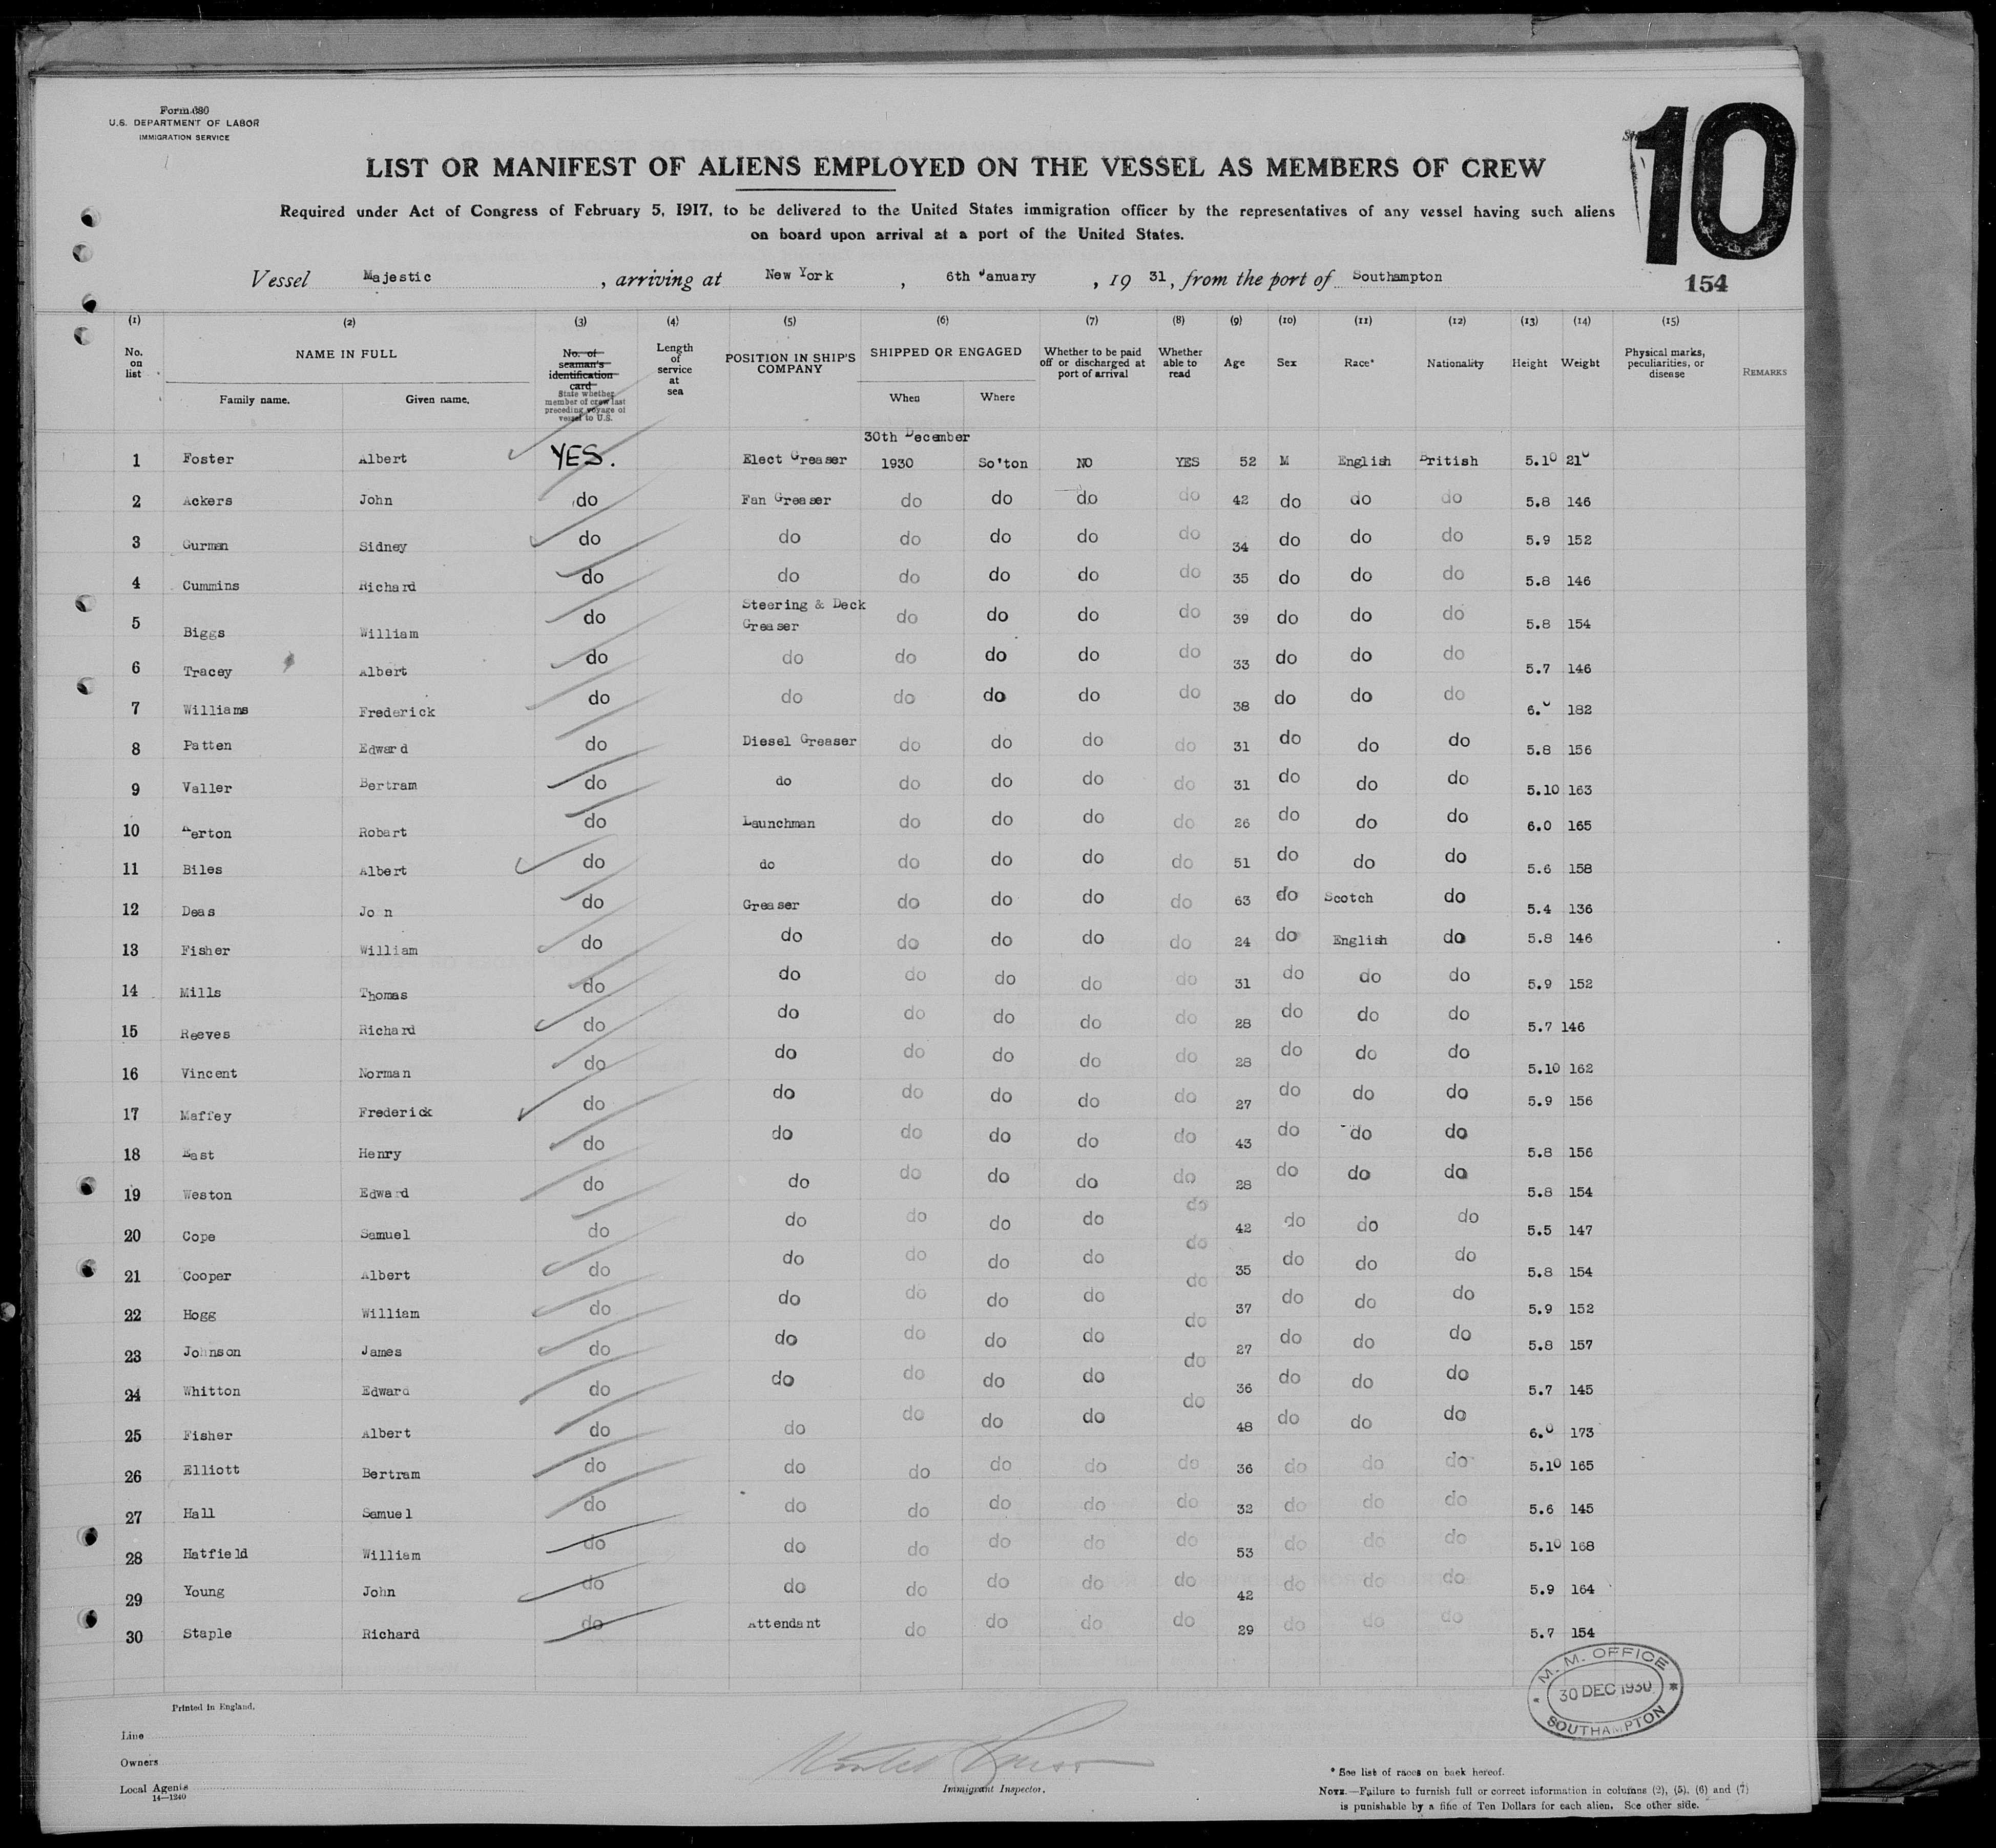 Form 680
U.S. DEPARTMENT OF LABOR
IMMIGRATION SERVICE
10
LIST OR MANIFEST OF ALIENS EMPLOYED ON THE VESSEL AS MEMBERS OF CREW
Required under Act of Congress of February 5, 1917, to be delivered to the United States immigration officer by the representatives of any vessel having such aliens
on board upon arrival at a port of the United States.
Vessel Majestic , arriving at New York , 6th January , 19 31, from the port of Southampton
154
(1) (2) (3) (4) (5) (6) (7) (8) (9) (10) (11) (12) (13) (14) (15)
No. on list NAME IN FULL Family name. Given name. No. of seaman's identification card State whether member of crew last preceding voyage of vessel to U.S. Length of service at sea POSITION IN SHIP'S COMPANY SHIPPED OR ENGAGED When Where Whether to be paid off or discharged at port of arrival Whether able to read Age Sex Race* Nationality Height Weight Physical marks, peculiarities, or disease REMARKS
30th December
1 Foster Albert YES. Elect Greaser 1930 So'ton NO YES 52 M English British 5.10 210
2 Ackers John do Fan Greaser do do do do 42 do do do 5.8 146
3 Gurman Sidney do do do do do do 34 do do do 5.9 152
4 Cummins Richard do do do do do do 35 do do do 5.8 146
5 Biggs William do Steering & Deck Greaser do do do do 39 do do do 5.8 154
6 Tracey Albert do do do do do do 33 do do do 5.7 146
7 Williams Frederick do do do do do do 38 do do do 6.0 182
8 Patten Edward do Diesel Greaser do do do do 31 do do do 5.8 156
9 Valler Bertram do do do do do do 31 do do do 5.10 163
10 erton Robert do Launchman do do do do 26 do do do 6.0 165
11 Biles Albert do do do do do do 51 do do do 5.6 158
12 Deas Jo n do Greaser do do do do 63 do Scotch do 5.4 136
13 Fisher William do do do do do do 24 do English do 5.8 146
14 Mills Thomas do do do do do do 31 do do do 5.9 152
15 Reeves Richard do do do do do do 28 do do do 5.7 146
16 Vincent Norman do do do do do do 28 do do do 5.10 162
17 Maffey Frederick do do do do do do 27 do do do 5.9 156
18 East Henry do do do do do do 43 do do do 5.8 156
19 Weston Edward do do do do do do 28 do do do 5.8 154
20 Cope Samuel do do do do do do 42 do do do 5.5 147
21 Cooper Albert do do do do do do 35 do do do 5.8 154
22 Hogg William do do do do do do 37 do do do 5.9 152
23 Johnson James do do do do do do 27 do do do 5.8 157
24 Whitton Edward do do do do do do 36 do do do 5.7 145
25 Fisher Albert do do do do do do 48 do do do 6.0 173
26 Elliott Bertram do do do do do do 36 do do do 5.10 165
27 Hall Samuel do do do do do do 32 do do do 5.6 145
28 Hatfield William do do do do do do 53 do do do 5.10 168
29 Young John do do do do do do 42 do do do 5.9 164
30 Staple Richard do Attendant do do do do 29 do do do 5.7 154
M. M. OFFICE
30 DEC 1930
SOUTHAMPTON
Printed in England.
Line
Owners
Local Agents
14—1240
Immigrant Inspector.
* See list of races on back hereof.
NOTE.—Failure to furnish full or correct information in columns (2), (5), (6) and (7)
is punishable by a fine of Ten Dollars for each alien. See other side.